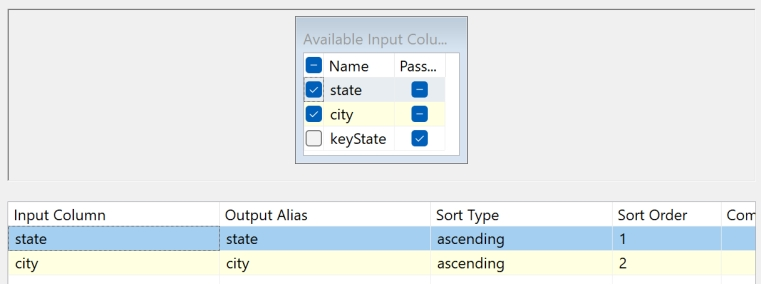 Available Input Colu...
Name Pass...
state
city
keyState
Input Column Output Alias Sort Type Sort Order Com
state state ascending 1
city city ascending 2